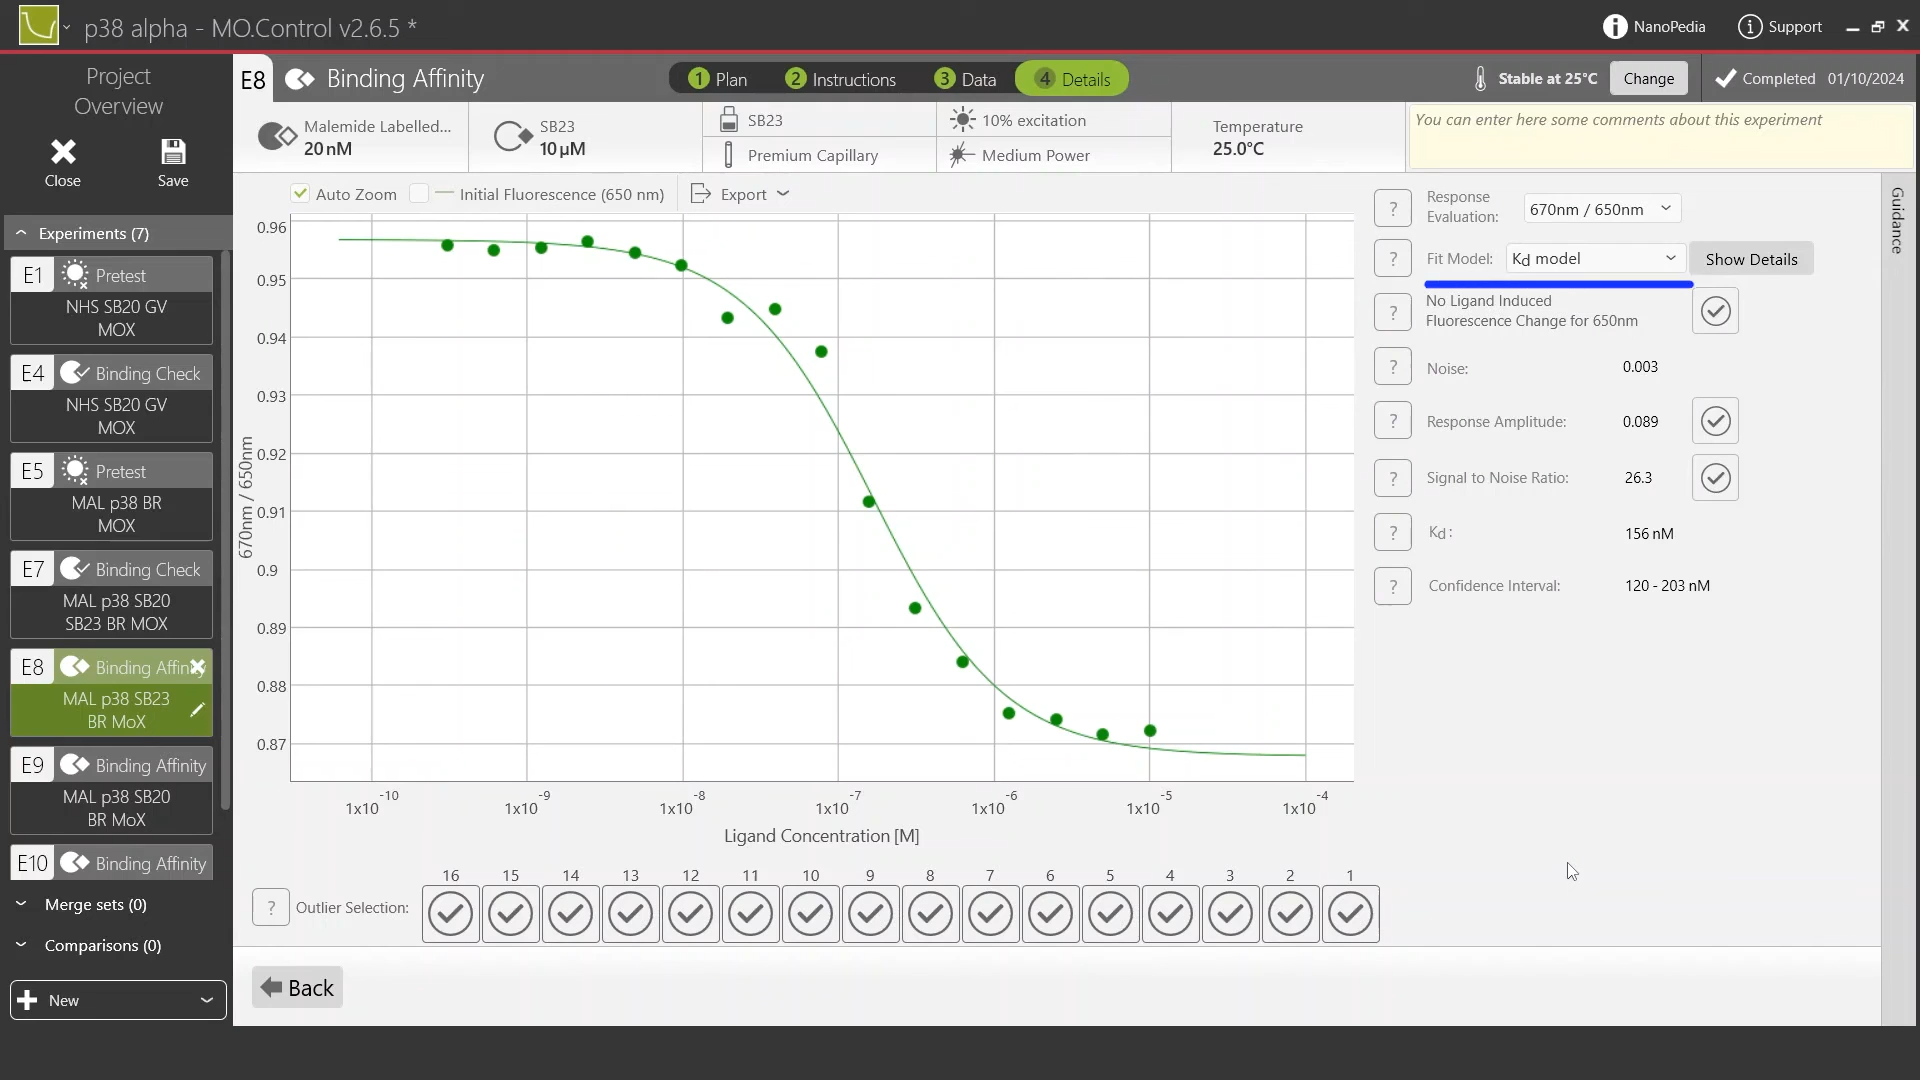 p38 alpha - MO.Control v2.6.5 *
NanoPedia
Support
Project
Overview
Close
Save
Experiments (7)
E1 Pretest
NHS SB20 GV
MOX
E4 Binding Check
NHS SB20 GV
MOX
E5 Pretest
MAL p38 BR
MOX
E7 Binding Check
MAL p38 SB20
SB23 BR MOX
E8 Binding Affinity
MAL p38 SB23
BR MoX
E9 Binding Affinity
MAL p38 SB20
BR MoX
E10 Binding Affinity
Merge sets (0)
Comparisons (0)
New
E8 Binding Affinity
1 Plan
2 Instructions
3 Data
4 Details
Stable at 25°C
Change
Completed 01/10/2024
Malemide Labelled...
20 nM
SB23
10 µM
SB23
Premium Capillary
10% excitation
Medium Power
Temperature
25.0°C
You can enter here some comments about this experiment
Auto Zoom
Initial Fluorescence (650 nm)
Export
0.96
0.95
0.94
0.93
0.92
0.91
0.9
0.89
0.88
0.87
670nm / 650nm
1x10^-10
1x10^-9
1x10^-8
1x10^-7
1x10^-6
1x10^-5
1x10^-4
Ligand Concentration [M]
16 15 14 13 12 11 10 9 8 7 6 5 4 3 2 1
? Outlier Selection:
Back
? Response
Evaluation:
670nm / 650nm
? Fit Model: Kd model
Show Details
? No Ligand Induced
Fluorescence Change for 650nm
? Noise: 0.003
? Response Amplitude: 0.089
? Signal to Noise Ratio: 26.3
? Kd: 156 nM
? Confidence Interval: 120 - 203 nM
Guidance